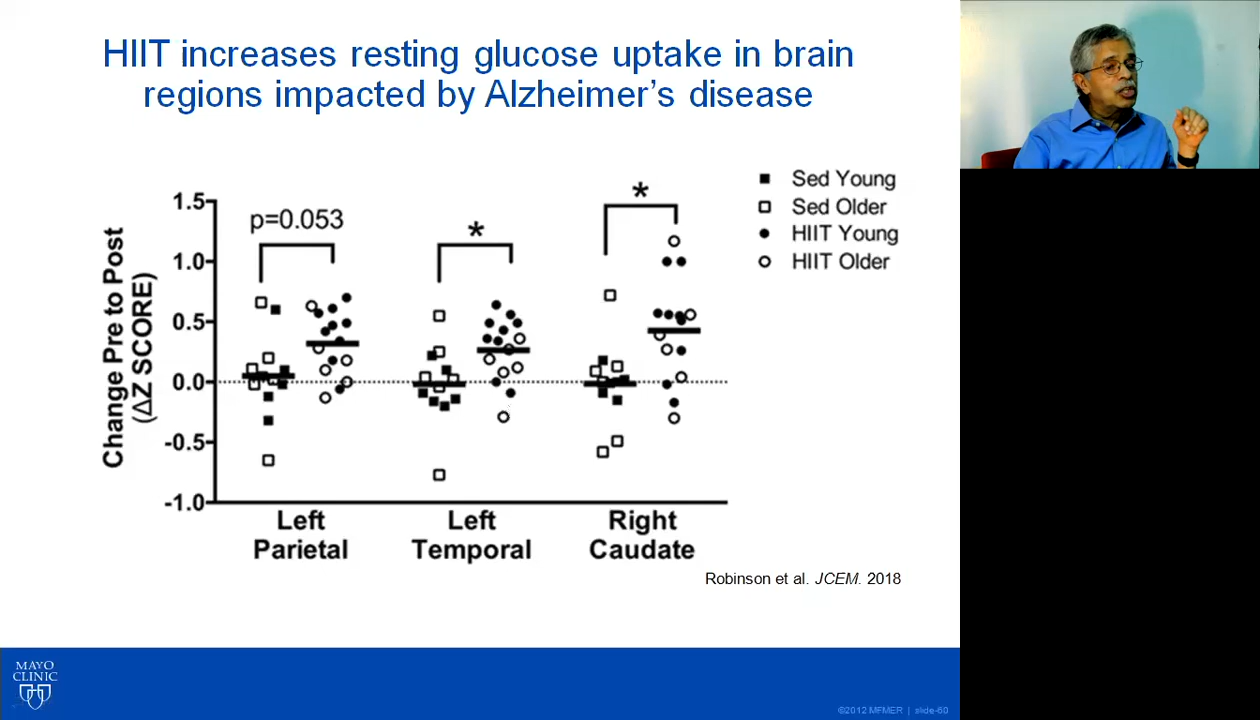 HIIT increases resting glucose uptake in brain
regions impacted by Alzheimer's disease
Sed Young
Sed Older
HIIT Young
HIIT Older
Change Pre to Post
(ΔZ SCORE)
1.5
1.0
0.5
0.0
-0.5
-1.0
p=0.053
*
*
Left
Parietal
Left
Temporal
Right
Caudate
Robinson et al. JCEM. 2018
MAYO
CLINIC
©2012 MFMER | slide-60